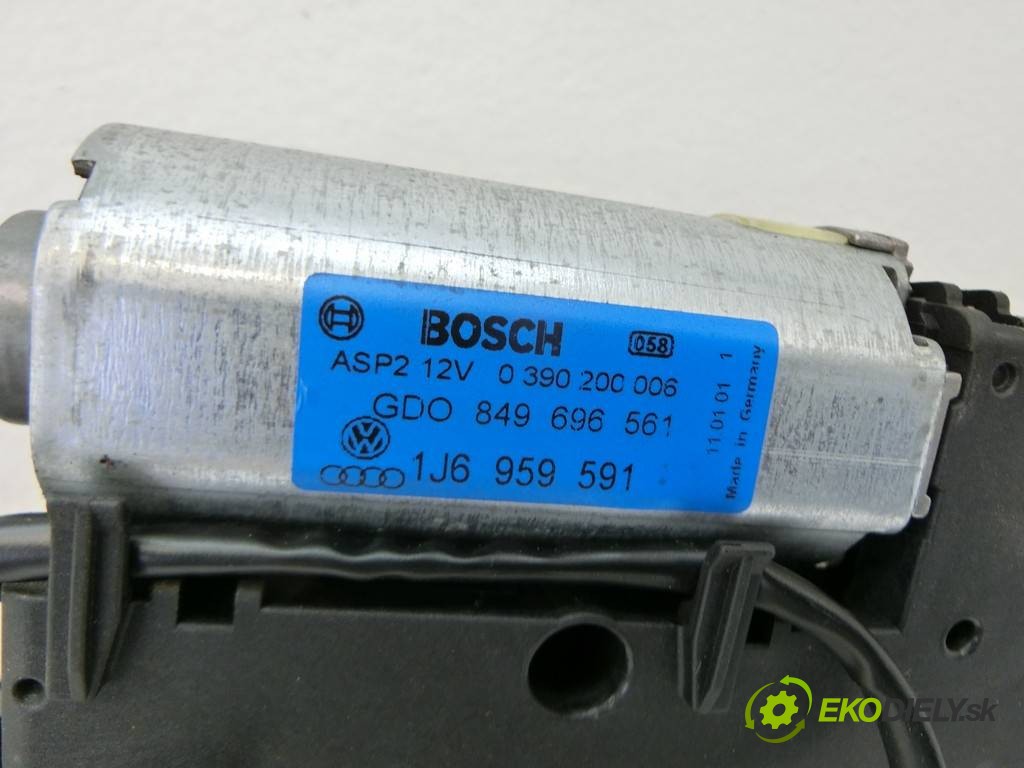 BOSCH
058
ASP2 12V 0 390 200 006
GDO 849 696 561
1J6 959 591
11.01.01 1
Made in Germany
EKODIELY.sk